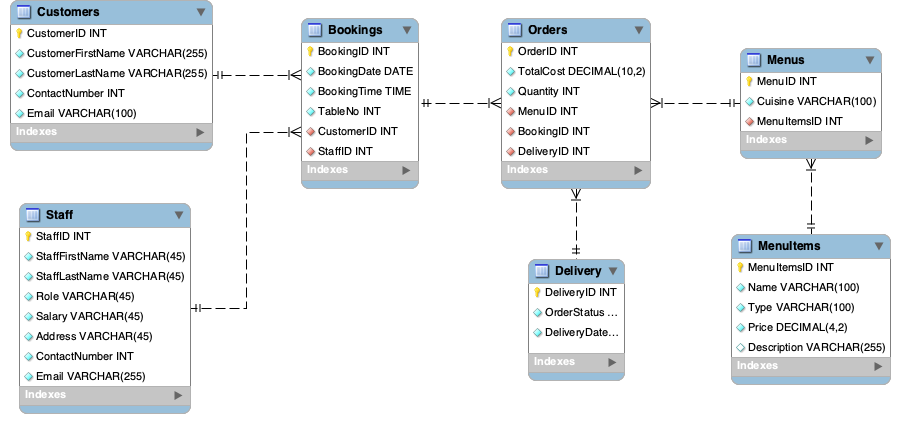 Customers
CustomerID INT
CustomerFirstName VARCHAR(255)
CustomerLastName VARCHAR(255)
ContactNumber INT
Email VARCHAR(100)
Indexes
Bookings
BookingID INT
BookingDate DATE
BookingTime TIME
TableNo INT
CustomerID INT
StaffID INT
Indexes
Orders
OrderID INT
TotalCost DECIMAL(10,2)
Quantity INT
MenuID INT
BookingID INT
DeliveryID INT
Indexes
Menus
MenuID INT
Cuisine VARCHAR(100)
MenuItemsID INT
Indexes
Staff
StaffID INT
StaffFirstName VARCHAR(45)
StaffLastName VARCHAR(45)
Role VARCHAR(45)
Salary VARCHAR(45)
Address VARCHAR(45)
ContactNumber INT
Email VARCHAR(255)
Indexes
Delivery
DeliveryID INT
OrderStatus ...
DeliveryDate...
Indexes
MenuItems
MenuItemsID INT
Name VARCHAR(100)
Type VARCHAR(100)
Price DECIMAL(4,2)
Description VARCHAR(255)
Indexes